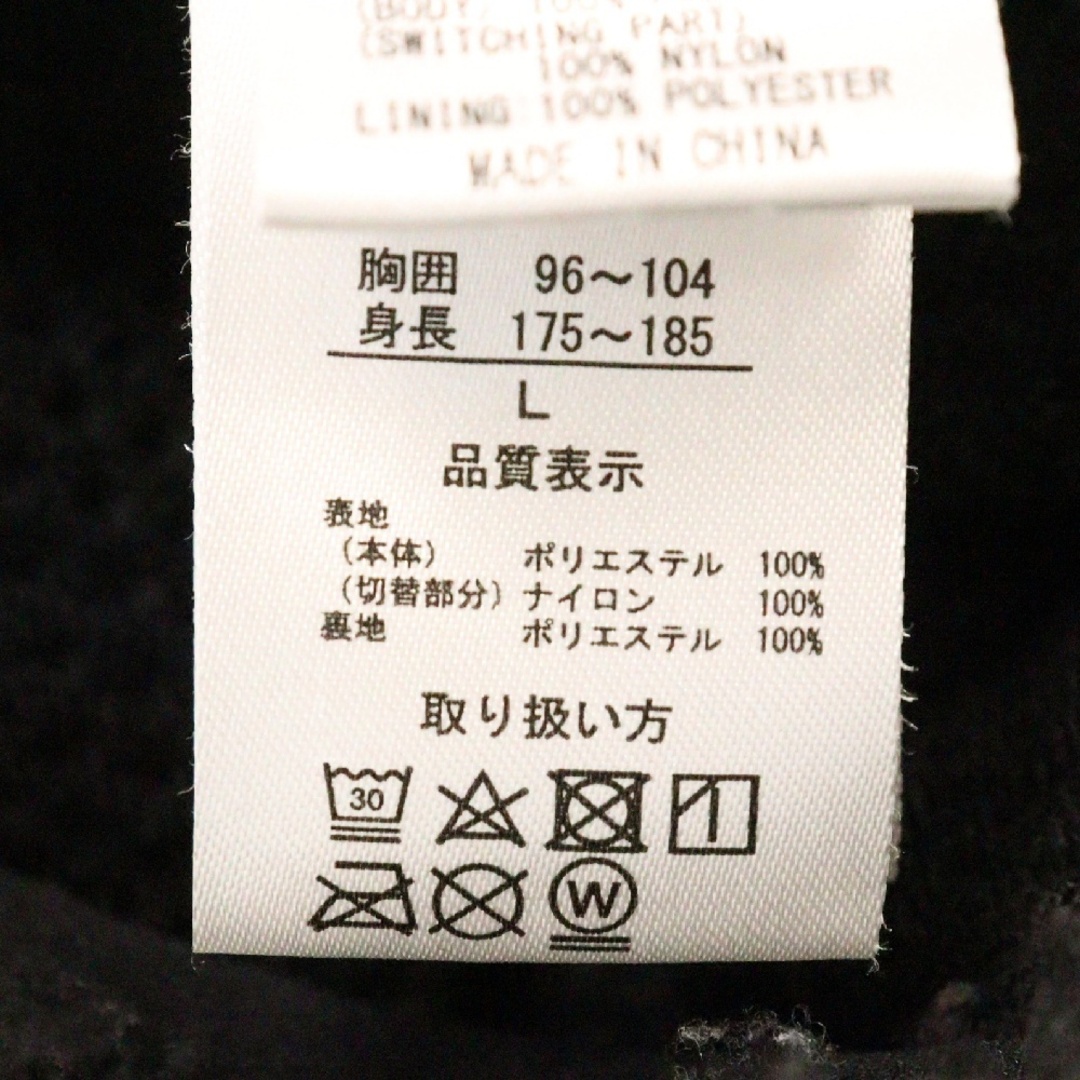 (BODY) 100%
(SWITCHING PART)
100% NYLON
LINING:100% POLYESTER
MADE IN CHINA
胸囲 96～104
身長 175～185
L
品質表示
表地
（本体） ポリエステル 100%
（切替部分） ナイロン 100%
裏地 ポリエステル 100%
取り扱い方
30
W